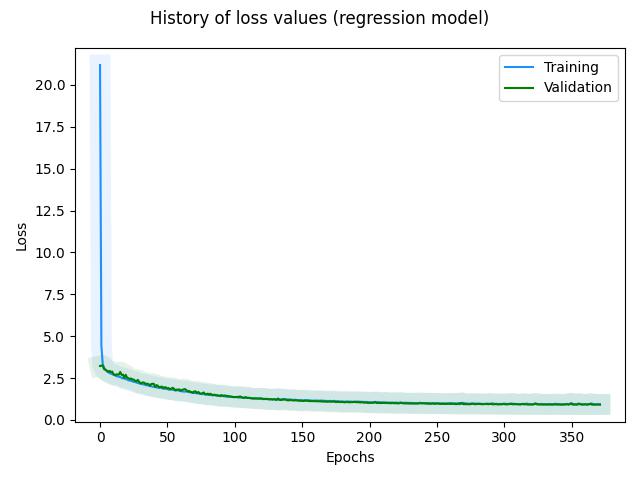 History of loss values (regression model)
Training
Validation
20.0
17.5
15.0
12.5
10.0
7.5
5.0
2.5
0.0
Loss
0 50 100 150 200 250 300 350
Epochs